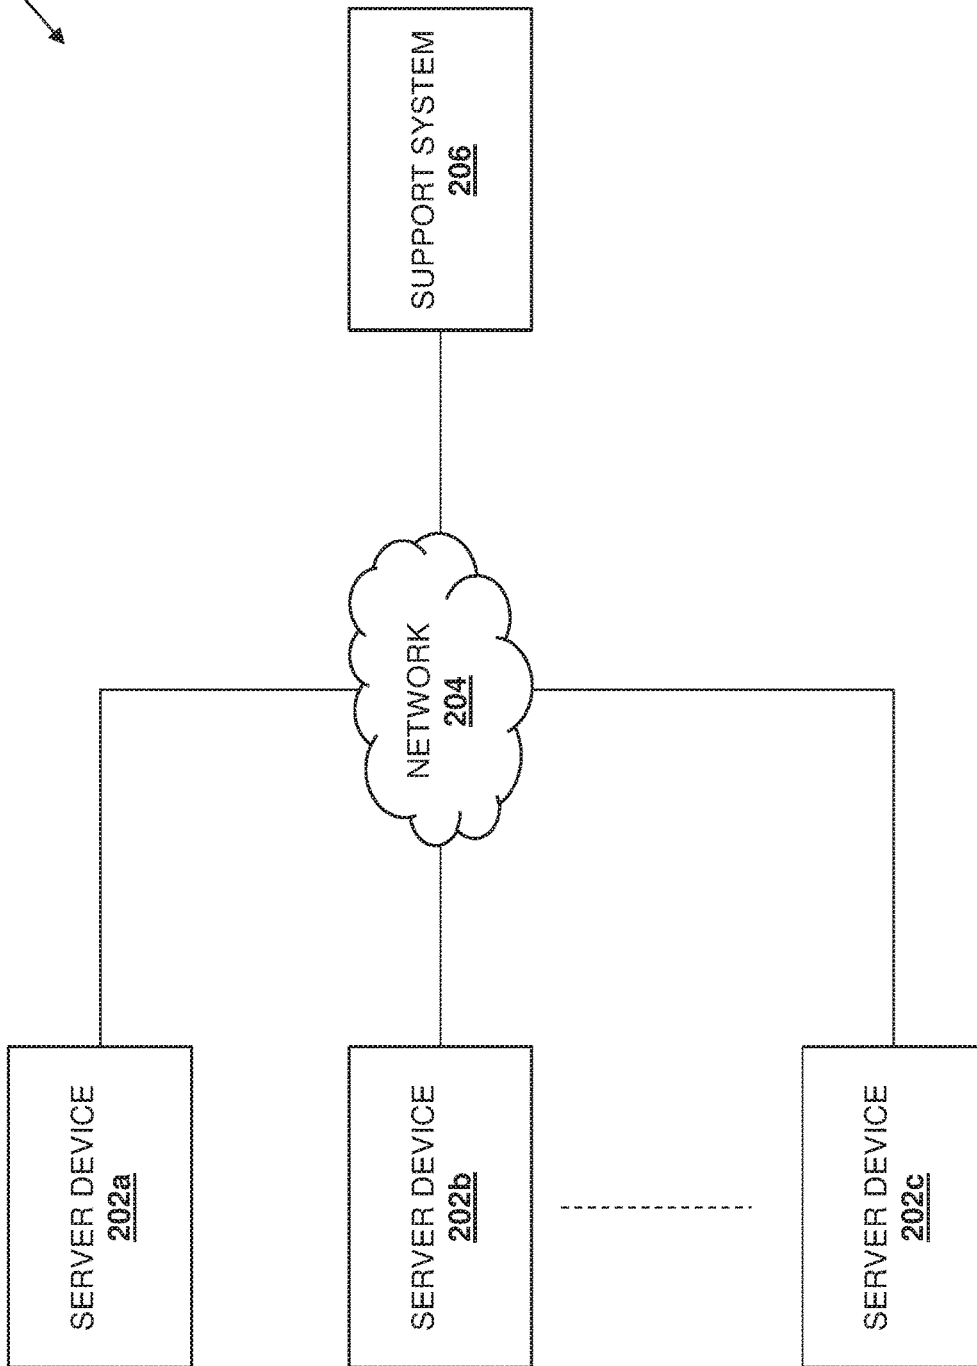 SERVER DEVICE
202a
SERVER DEVICE
202b
SERVER DEVICE
202c
NETWORK
204
SUPPORT SYSTEM
206